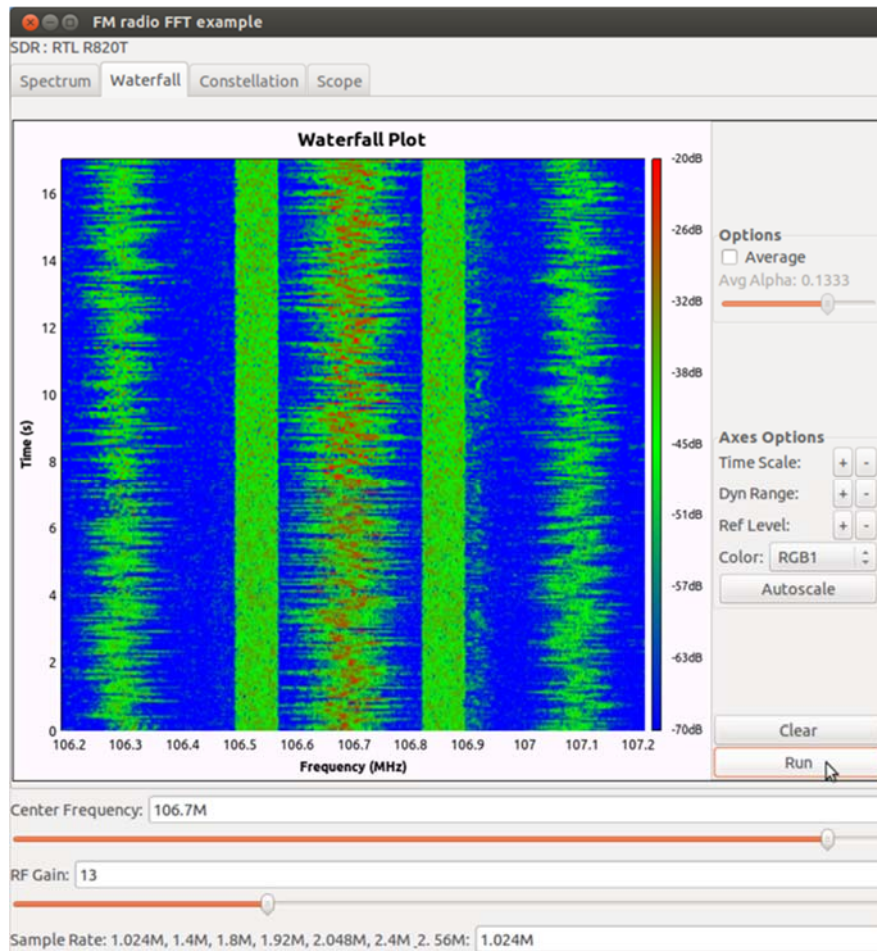 FM radio FFT example
SDR : RTL R820T
Spectrum Waterfall Constellation Scope
Waterfall Plot
-20dB
-26dB
-32dB
-38dB
-45dB
-51dB
-57dB
-63dB
-70dB
16
14
12
10
8
6
4
2
0
Time (s)
106.2 106.3 106.4 106.5 106.6 106.7 106.8 106.9 107 107.1 107.2
Frequency (MHz)
Options
Average
Avg Alpha: 0.1333
Axes Options
Time Scale: + -
Dyn Range: + -
Ref Level: + -
Color: RGB1
Autoscale
Clear
Run
Center Frequency: 106.7M
RF Gain: 13
Sample Rate: 1.024M, 1.4M, 1.8M, 1.92M, 2.048M, 2.4M ,2. 56M: 1.024M